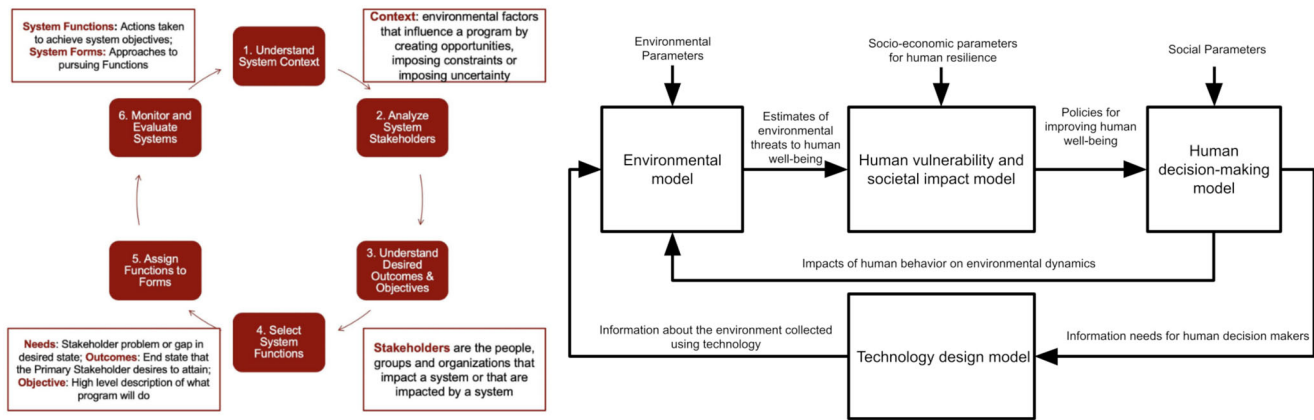 System Functions: Actions taken
to achieve system objectives;
System Forms: Approaches to
pursuing Functions
1. Understand
System Context
Context: environmental factors
that influence a program by
creating opportunities,
imposing constraints or
imposing uncertainty
6. Monitor and
Evaluate
Systems
2. Analyze
System
Stakeholders
5. Assign
Functions to
Forms
3. Understand
Desired
Outcomes &
Objectives
4. Select
System
Functions
Needs: Stakeholder problem or gap in
desired state; Outcomes: End state that
the Primary Stakeholder desires to attain;
Objective: High level description of what
program will do
Stakeholders are the people,
groups and organizations that
impact a system or that are
impacted by a system
Environmental
Parameters
Socio-economic parameters
for human resilience
Social Parameters
Environmental
model
Estimates of
environmental
threats to human
well-being
Human vulnerability and
societal impact model
Policies for
improving human
well-being
Human
decision-making
model
Impacts of human behavior on environmental dynamics
Information about the environment collected
using technology
Technology design model
Information needs for human decision makers